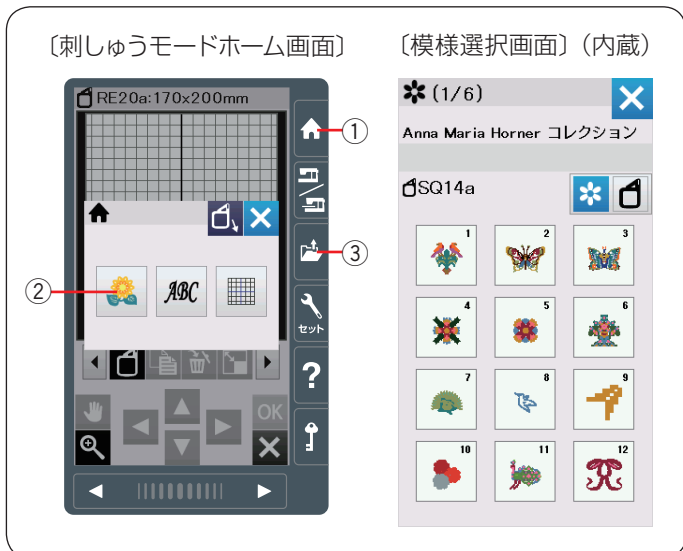 〔刺しゅうモードホーム画面〕
〔模様選択画面〕(内蔵)
RE20a:170x200mm
①
②
ABC
③
セット
?
OK
(1/6)
Anna Maria Horner コレクション
SQ14a
1 2 3
4 5 6
7 8 9
10 11 12